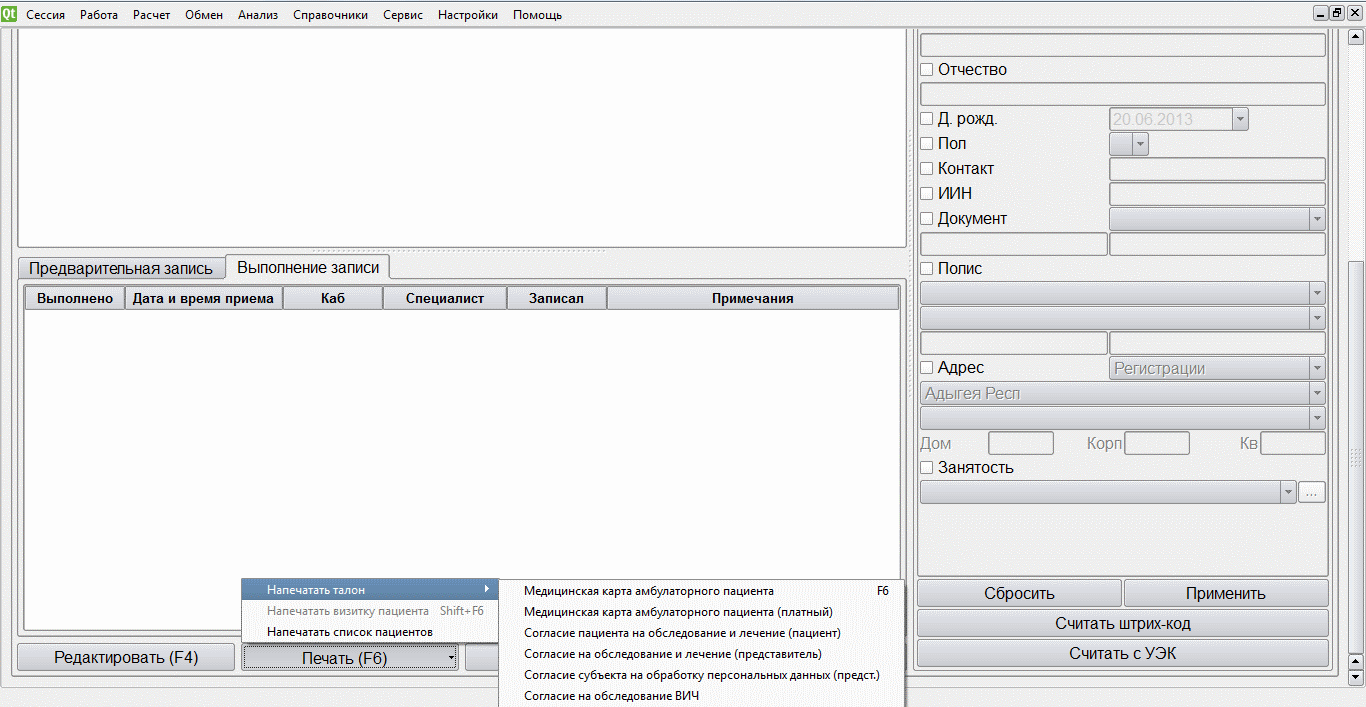 Qt Сессия Работа Расчет Обмен Анализ Справочники Сервис Настройки Помощь
Отчество
Д. рожд. 20.06.2013
Пол
Контакт
ИИН
Документ
Полис
Адрес Регистрации
Адыгея Респ
Дом Корп Кв
Занятость
...
Сбросить Применить
Считать штрих-код
Считать с УЭК
Предварительная запись Выполнение записи
Выполнено Дата и время приема Каб Специалист Записал Примечания
Напечатать талон
Напечатать визитку пациента Shift+F6
Напечатать список пациентов
Медицинская карта амбулаторного пациента F6
Медицинская карта амбулаторного пациента (платный)
Согласие пациента на обследование и лечение (пациент)
Согласие на обследование и лечение (представитель)
Согласие субъекта на обработку персональных данных (предст.)
Согласие на обследование ВИЧ
Редактировать (F4) Печать (F6)